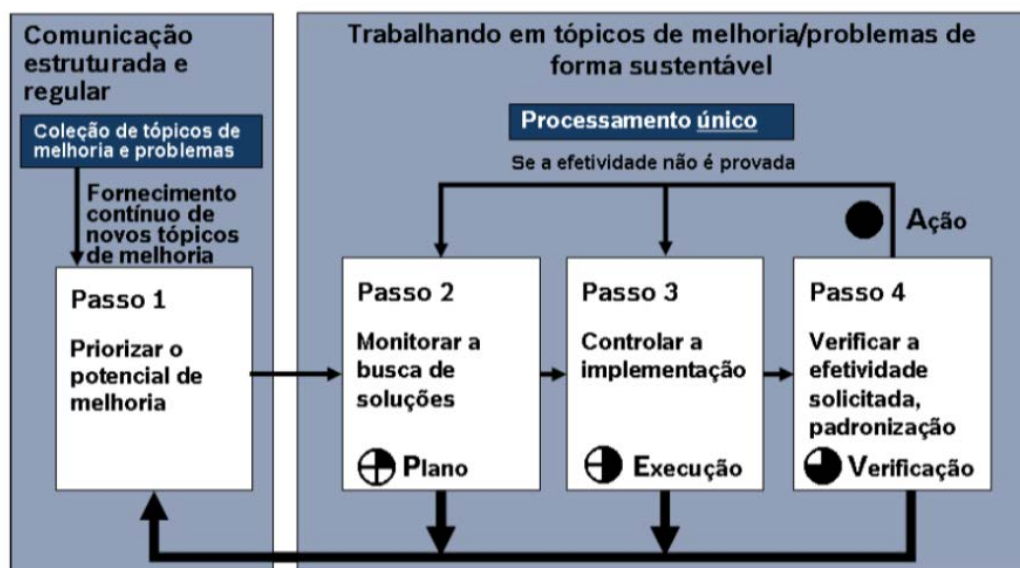 Comunicação
estruturada e
regular
Coleção de tópicos de
melhoria e problemas
Fornecimento
contínuo de
novos tópicos
de melhoria
Passo 1
Priorizar o
potencial de
melhoria
Trabalhando em tópicos de melhoria/problemas de
forma sustentável
Processamento único
Se a efetividade não é provada
Ação
Passo 2
Monitorar a
busca de
soluções
Plano
Passo 3
Controlar a
implementação
Execução
Passo 4
Verificar a
efetividade
solicitada,
padronização
Verificação